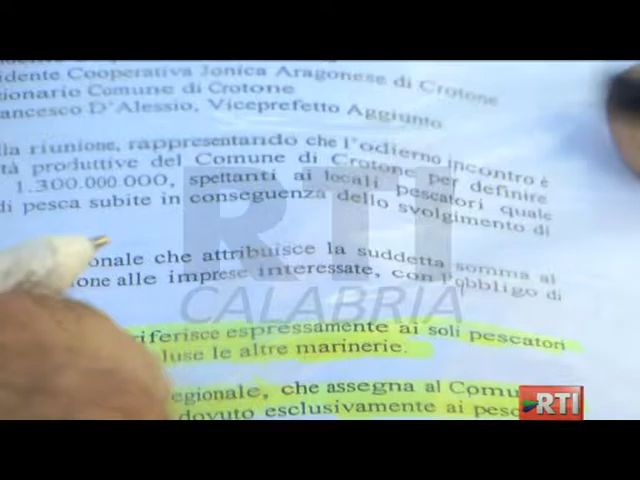 idente Cooperativa Jonica Aragonese di Crotone
zionario Comune di Crotone
ancesco D'Alessio, Viceprefetto Aggiunto
lla riunione, rappresentando che l'odierno incontro è
tà produttive del Comune di Crotone per definire
1.300.000.000, spettanti ai locali pescatori quale
di pesca subite in conseguenza dello svolgimento di
onale che attribuisce la suddetta somma al
one alle imprese interessate, con l'obbligo di
riferisce espressamente ai soli pescatori
luse le altre marinerie.
egionale, che assegna al Comu
dovuto esclusivamente ai pesc
RTI
CALABRIA
RTI